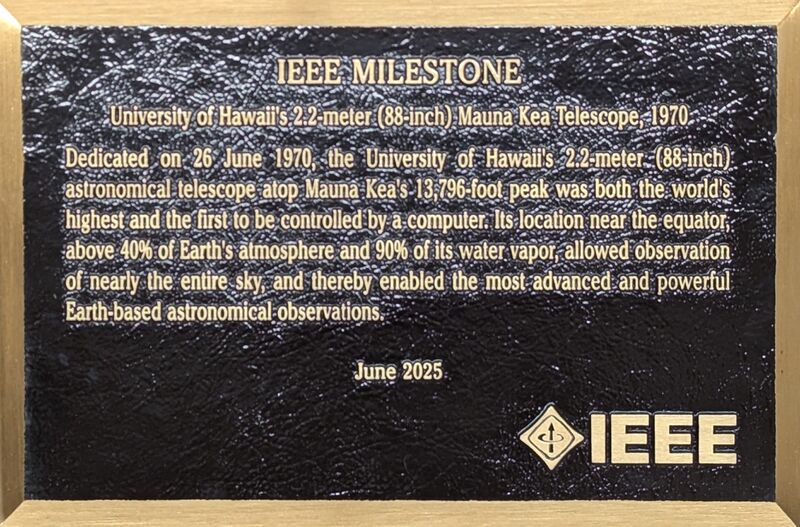 IEEE MILESTONE
University of Hawaii's 2.2-meter (88-inch) Mauna Kea Telescope, 1970
Dedicated on 26 June 1970, the University of Hawaii's 2.2-meter (88-inch)
astronomical telescope atop Mauna Kea's 13,796-foot peak was both the world's
highest and the first to be controlled by a computer. Its location near the equator,
above 40% of Earth's atmosphere and 90% of its water vapor, allowed observation
of nearly the entire sky, and thereby enabled the most advanced and powerful
Earth-based astronomical observations.
June 2025
IEEE